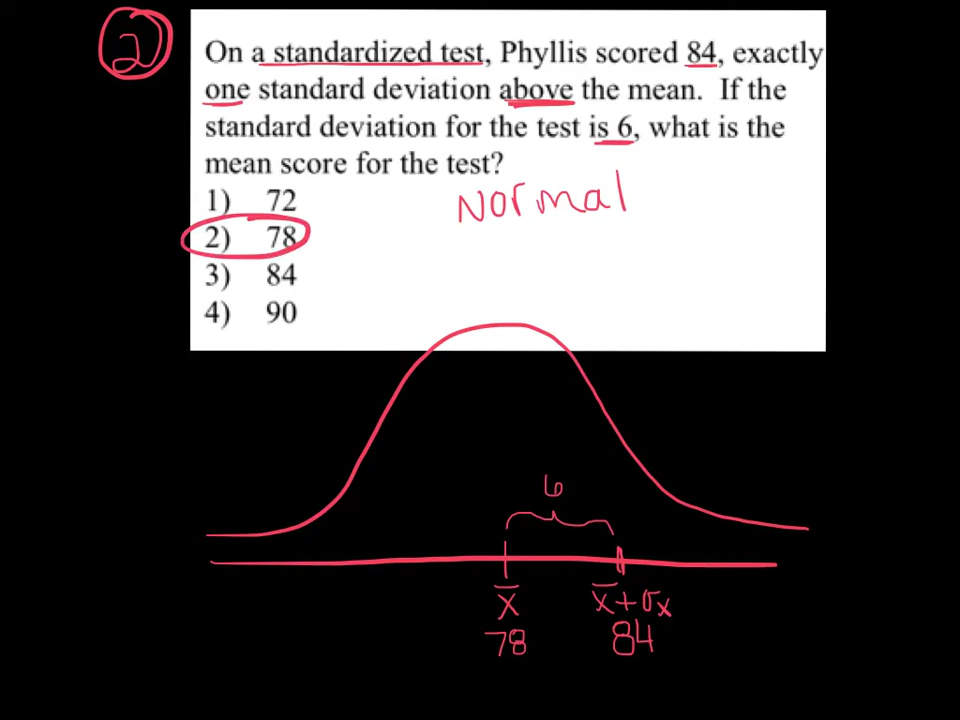 2
On a standardized test, Phyllis scored 84, exactly
one standard deviation above the mean. If the
standard deviation for the test is 6, what is the
mean score for the test?
1) 72
2) 78
3) 84
4) 90
Normal
6
x̄ x̄+σx
78 84